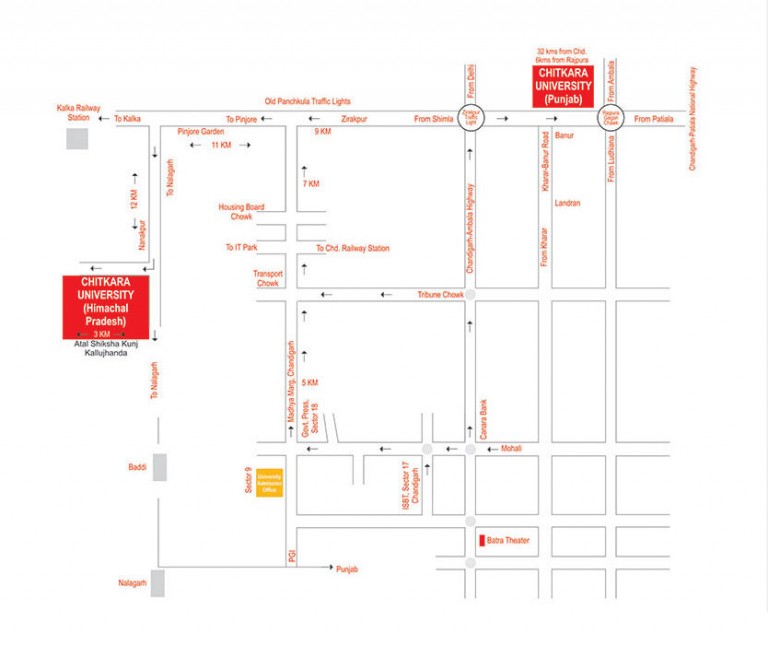 32 kms from Chd.
6kms from Rajpura
CHITKARA
UNIVERSITY
(Punjab)
From Delhi
From Ambala
Chandigarh-Patiala National Highway
Kalka Railway
Station
To Kalka
Old Panchkula Traffic Lights
To Pinjore
Zirakpur
From Shimla
Zirakpur
Traffic
Light
From Patiala
Pinjore Garden
9 KM
Banur
11 KM
To Nalagarh
7 KM
Kharar-Banur Road
From Ludhiana
12 KM
Nanakpur
Chandigarh-Ambala Highway
Landran
Housing Board
Chowk
From Kharar
To IT Park
To Chd. Railway Station
Transport
Chowk
CHITKARA
UNIVERSITY
(Himachal
Pradesh)
3 KM
Atal Shiksha Kunj
Kallujhanda
Tribune Chowk
To Nalagarh
Madhya Marg, Chandigarh
5 KM
Govt. Press,
Sector 18
Canara Bank
Mohali
Baddi
Sector 9
University
Admission
Office
ISBT, Sector 17
Chandigarh
Batra Theater
PGI
Punjab
Nalagarh